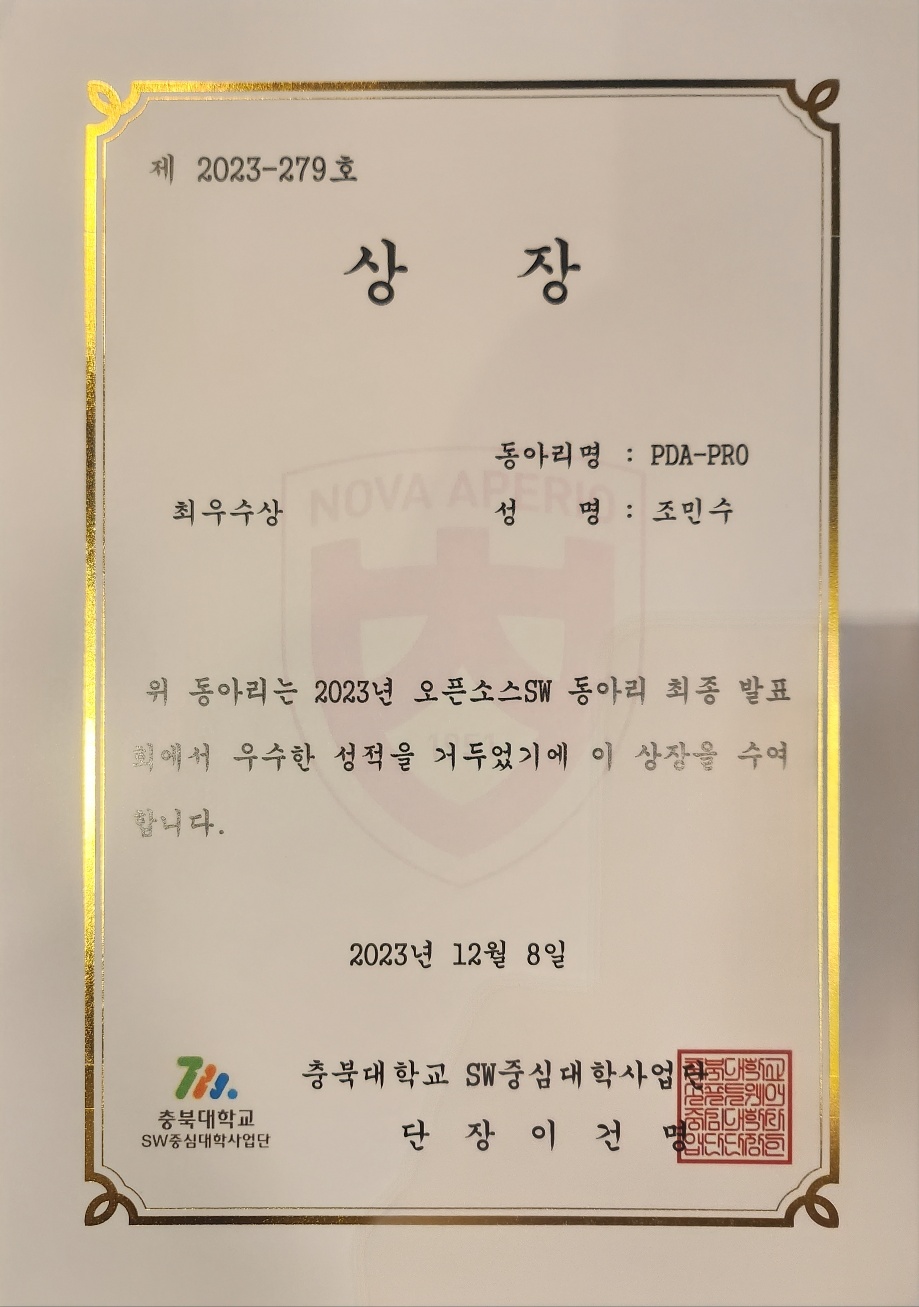 제 2023-279호
상 장
동아리명 : PDA-PRO
최우수상 성 명 : 조민수
NOVA APERIO
위 동아리는 2023년 오픈소스SW 동아리 최종 발표
회에서 우수한 성적을 거두었기에 이 상장을 수여
합니다.
1951
2023년 12월 8일
충북대학교 SW중심대학사업단
단 장 이 건 명
충북대학교
SW중심대학사업단